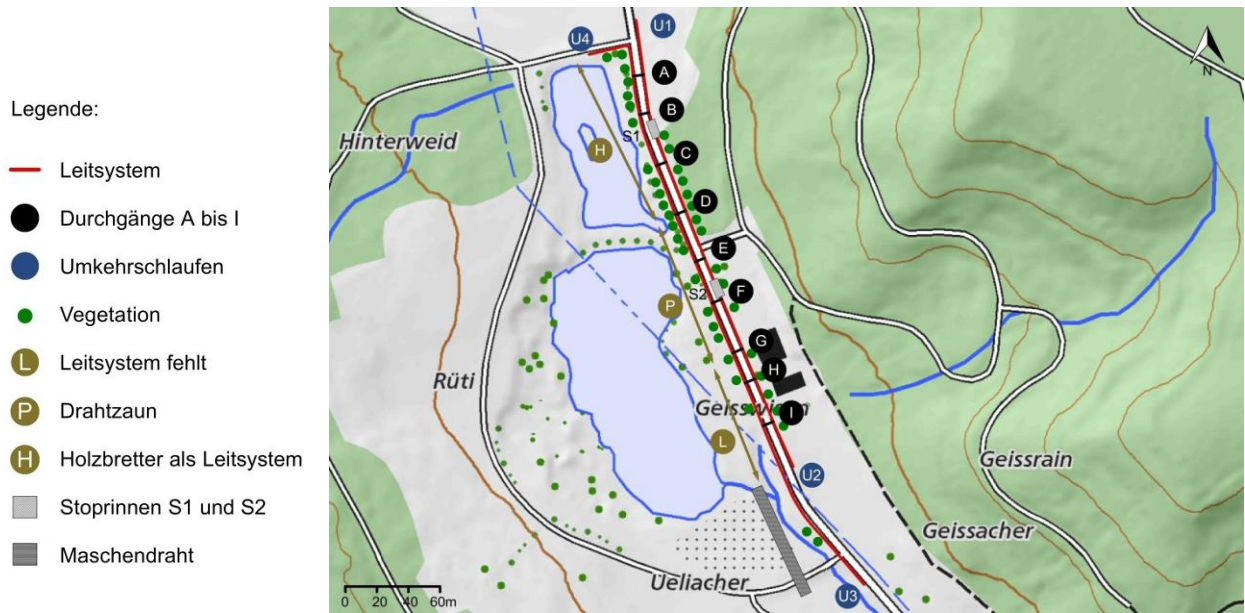 Legende:
Leitsystem
Durchgänge A bis I
Umkehrschlaufen
Vegetation
L Leitsystem fehlt
P Drahtzaun
H Holzbretter als Leitsystem
Stoprinnen S1 und S2
Maschendraht
U4
U1
N
A
B
S1
Hinterweid
H
C
D
E
S2
F
P
G
H
Rüti
Geisswiesen
I
L
Geissrain
U2
Geissacher
Ueliacher
U3
0 20 40 60m